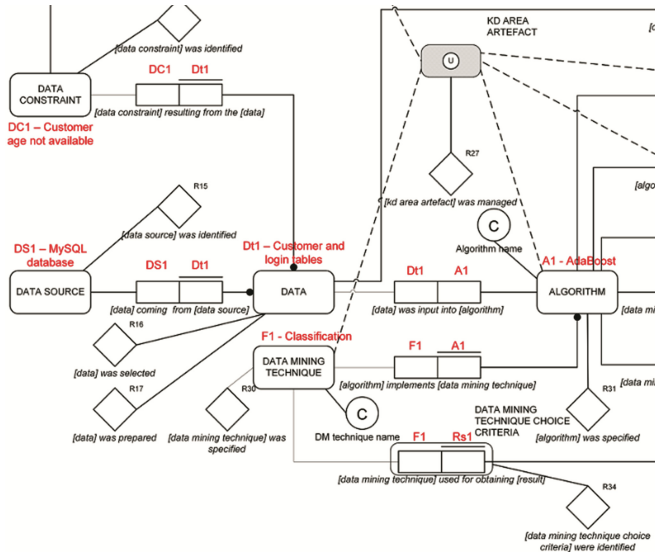 KD AREA
ARTEFACT
[d
U
[data constraint] was identified
DATA
CONSTRAINT
DC1
Dt1
[data constraint] resulting from the [data]
DC1 – Customer
age not available
R27
[kd area artefact] was managed
[algo
R15
[data source] was identified
C
Algorithm name
DS1 – MySQL
database
Dt1 – Customer and
login tables
A1 - AdaBoost
DATA SOURCE
DS1
Dt1
[data] coming from [data source]
DATA
Dt1
A1
[data] was input into [algorithm]
ALGORITHM
[data mi
R16
[data] was selected
F1 - Classification
DATA MINING
TECHNIQUE
F1
A1
[algorithm] implements [data mining technique]
[data mi
R17
[data] was prepared
R30
[data mining technique] was
specified
C
DM technique name
DATA MINING
TECHNIQUE CHOICE
CRITERIA
R31
[algorithm] was specified
F1
Rs1
[data mining technique] used for obtaining [result]
R34
[data mining technique choice
criteria] were identified